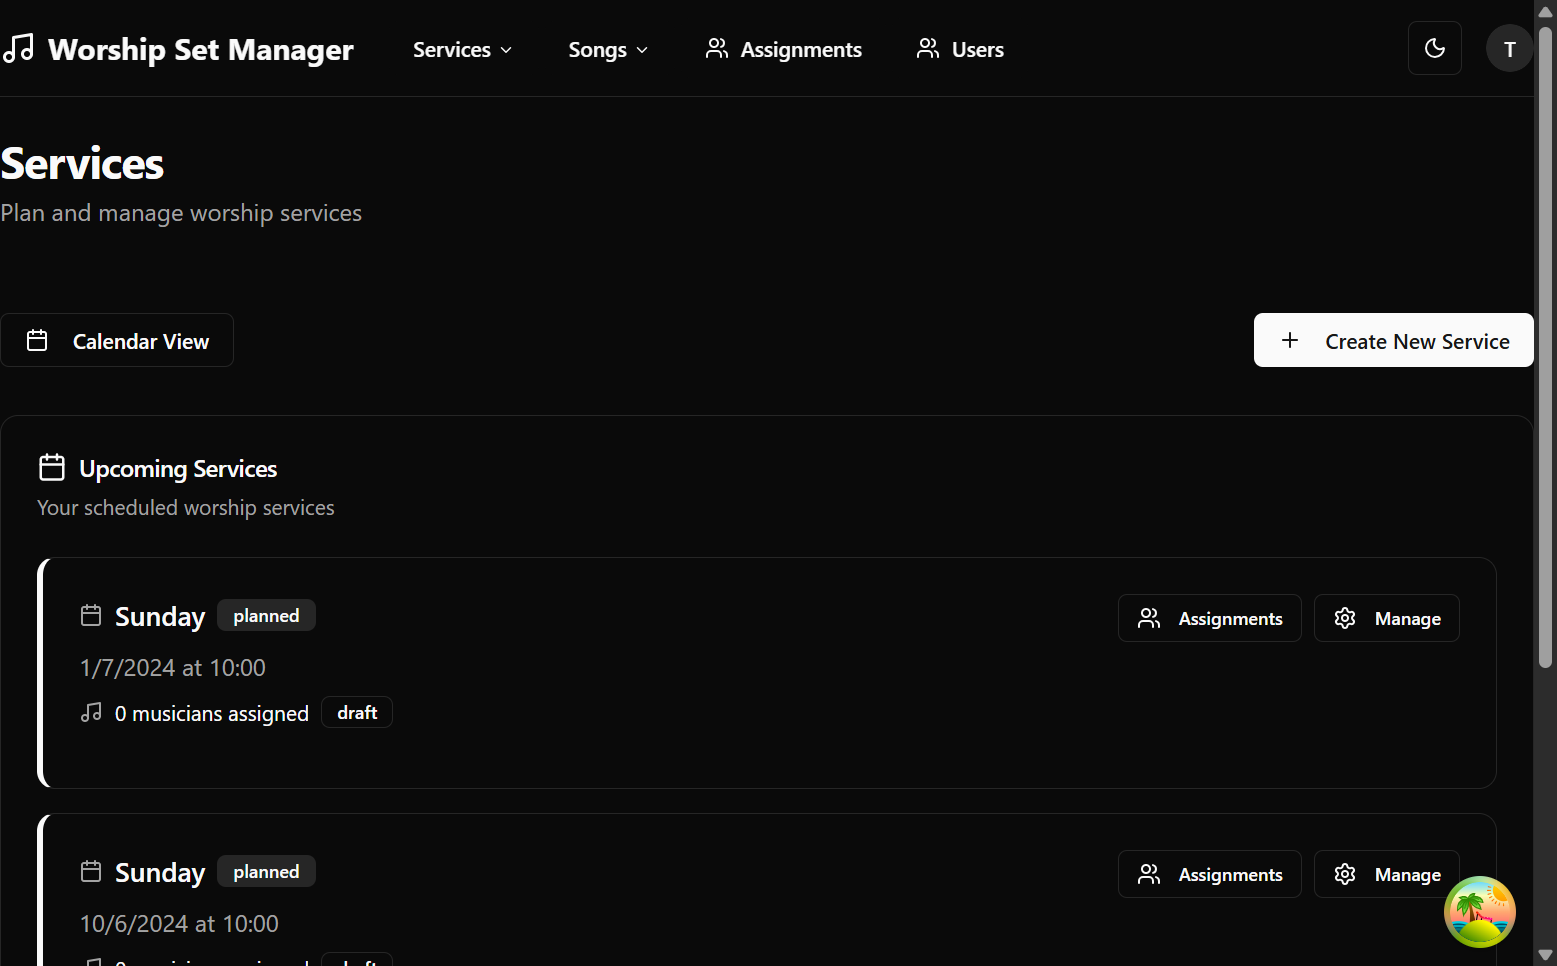 Worship Set Manager
Services
Songs
Assignments
Users
T
Services
Plan and manage worship services
Calendar View
Create New Service
Upcoming Services
Your scheduled worship services
Sunday planned
Assignments
Manage
1/7/2024 at 10:00
0 musicians assigned draft
Sunday planned
Assignments
Manage
10/6/2024 at 10:00